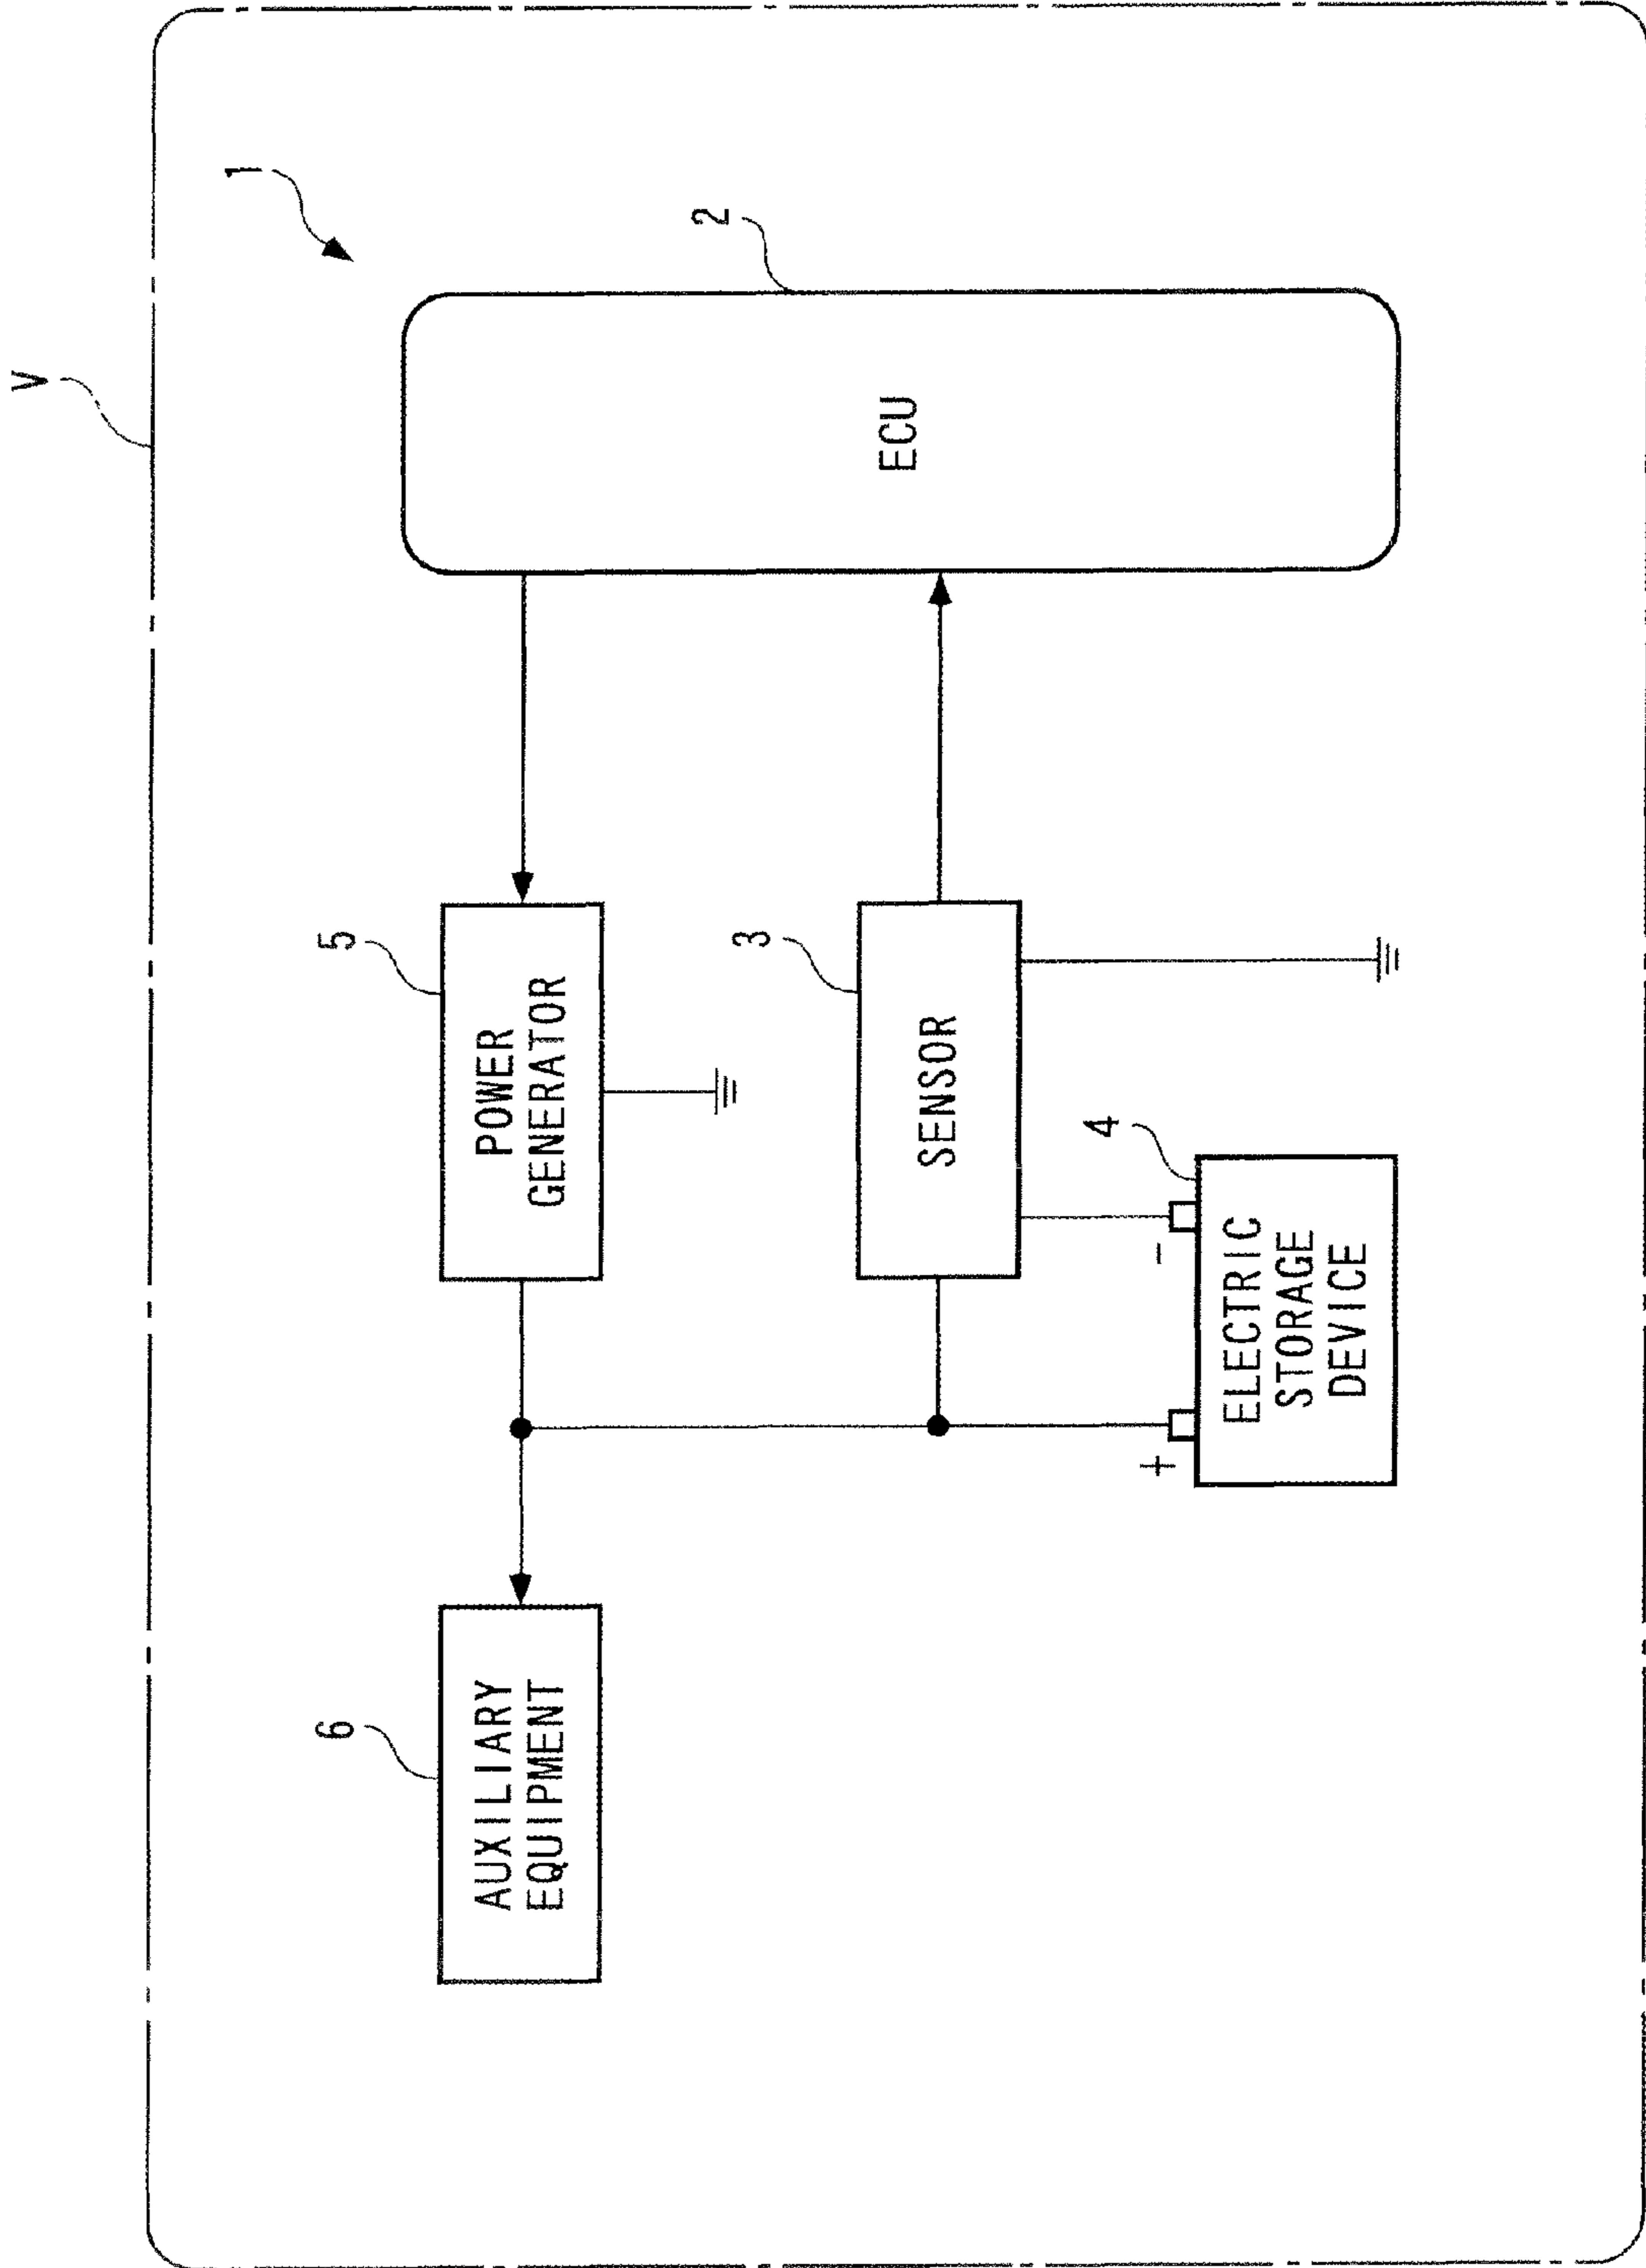 V
1
6
AUXILIARY
EQUIPMENT
5
POWER
GENERATOR
2
ECU
3
SENSOR
4
+
-
ELECTRIC
STORAGE
DEVICE